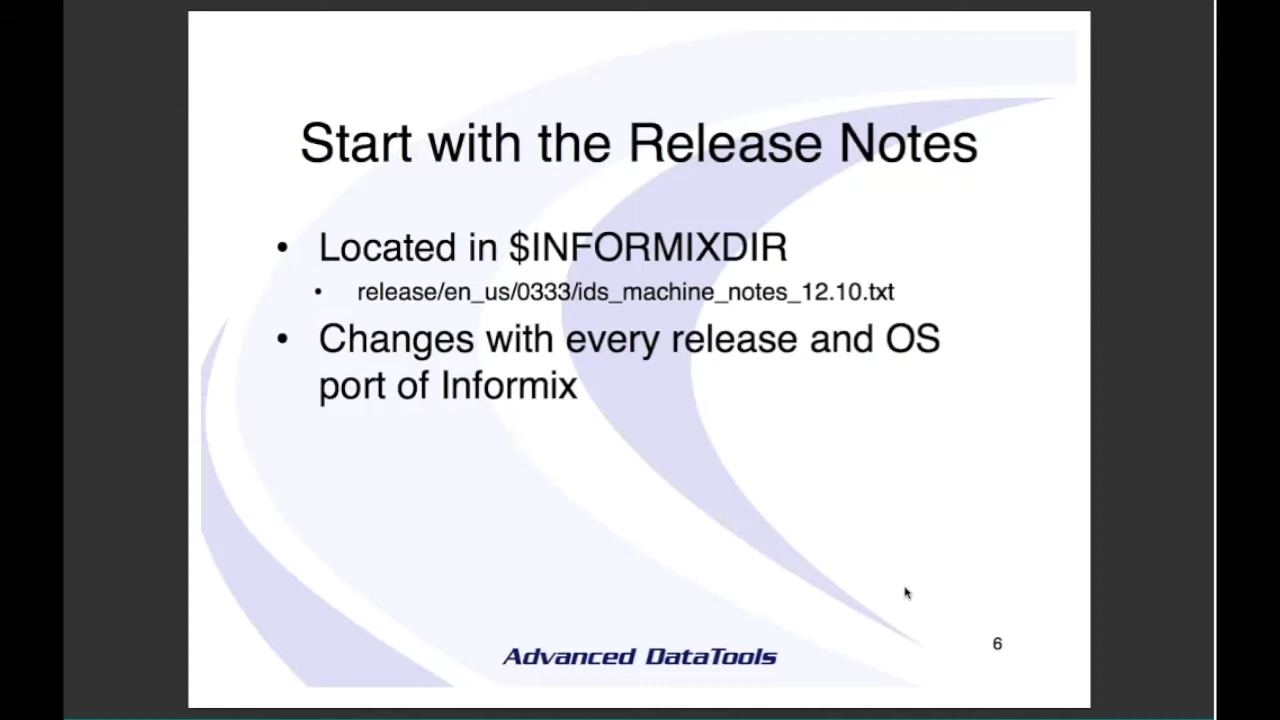 Start with the Release Notes
• Located in $INFORMIXDIR
• release/en_us/0333/ids_machine_notes_12.10.txt
• Changes with every release and OS
port of Informix
Advanced DataTools
6